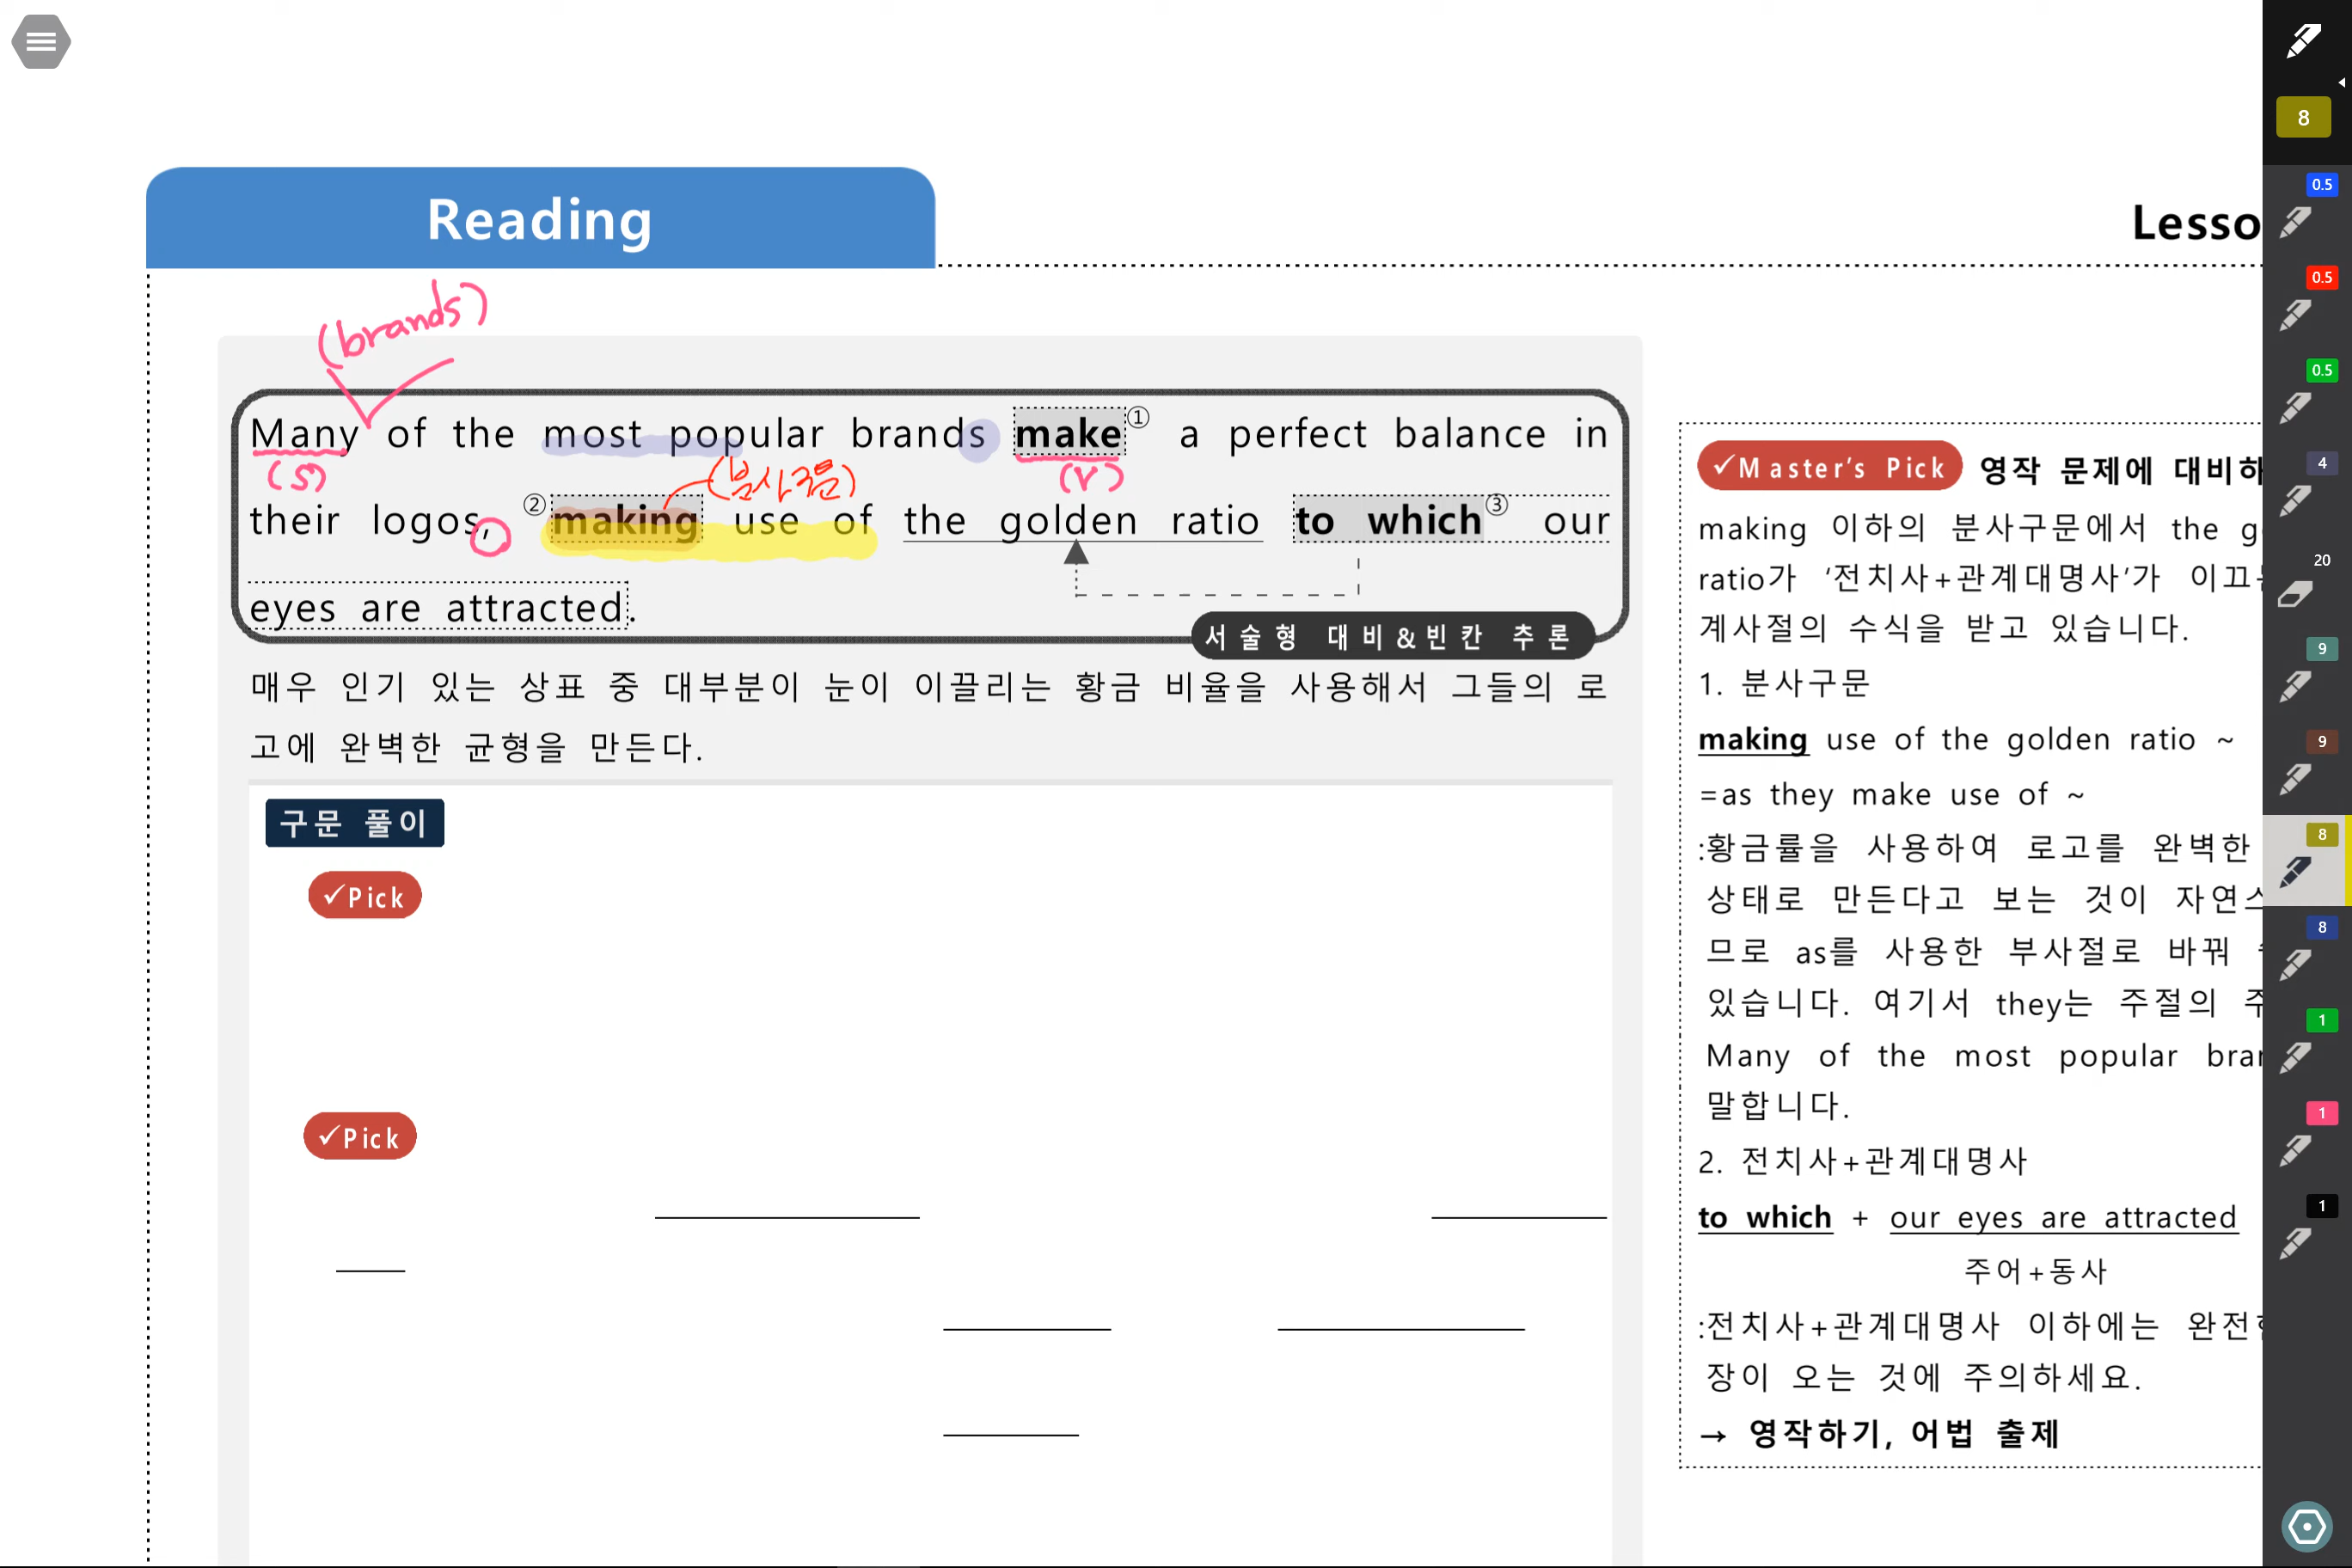 Reading
Lesso
(brands)
Many of the most popular brands make① a perfect balance in
(S)
(V)
(분사구문)
their logos, ②making use of the golden ratio to which③ our
eyes are attracted.
서술형 대비&빈칸 추론
매우 인기 있는 상표 중 대부분이 눈이 이끌리는 황금 비율을 사용해서 그들의 로
고에 완벽한 균형을 만든다.
구문 풀이
✓Pick
✓Pick
✓Master's Pick 영작 문제에 대비하
making 이하의 분사구문에서 the g
ratio가 '전치사+관계대명사'가 이끄
계사절의 수식을 받고 있습니다.
1. 분사구문
making use of the golden ratio ~
=as they make use of ~
:황금률을 사용하여 로고를 완벽한
상태로 만든다고 보는 것이 자연스
므로 as를 사용한 부사절로 바꿔
있습니다. 여기서 they는 주절의 주
Many of the most popular bran
말합니다.
2. 전치사+관계대명사
to which + our eyes are attracted
주어+동사
:전치사+관계대명사 이하에는 완전한
장이 오는 것에 주의하세요.
→ 영작하기, 어법 출제
8
0.5
0.5
0.5
4
20
9
9
8
8
1
1
1